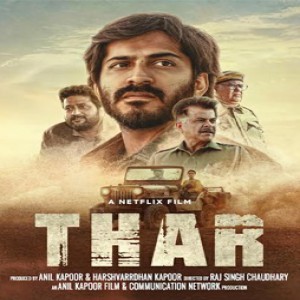 A NETFLIX FILM
THAR
PRODUCED BY ANIL KAPOOR & HARSHVARRDHAN KAPOOR DIRECTED BY RAJ SINGH CHAUDHARY
AN ANIL KAPOOR FILM & COMMUNICATION NETWORK PRODUCTION